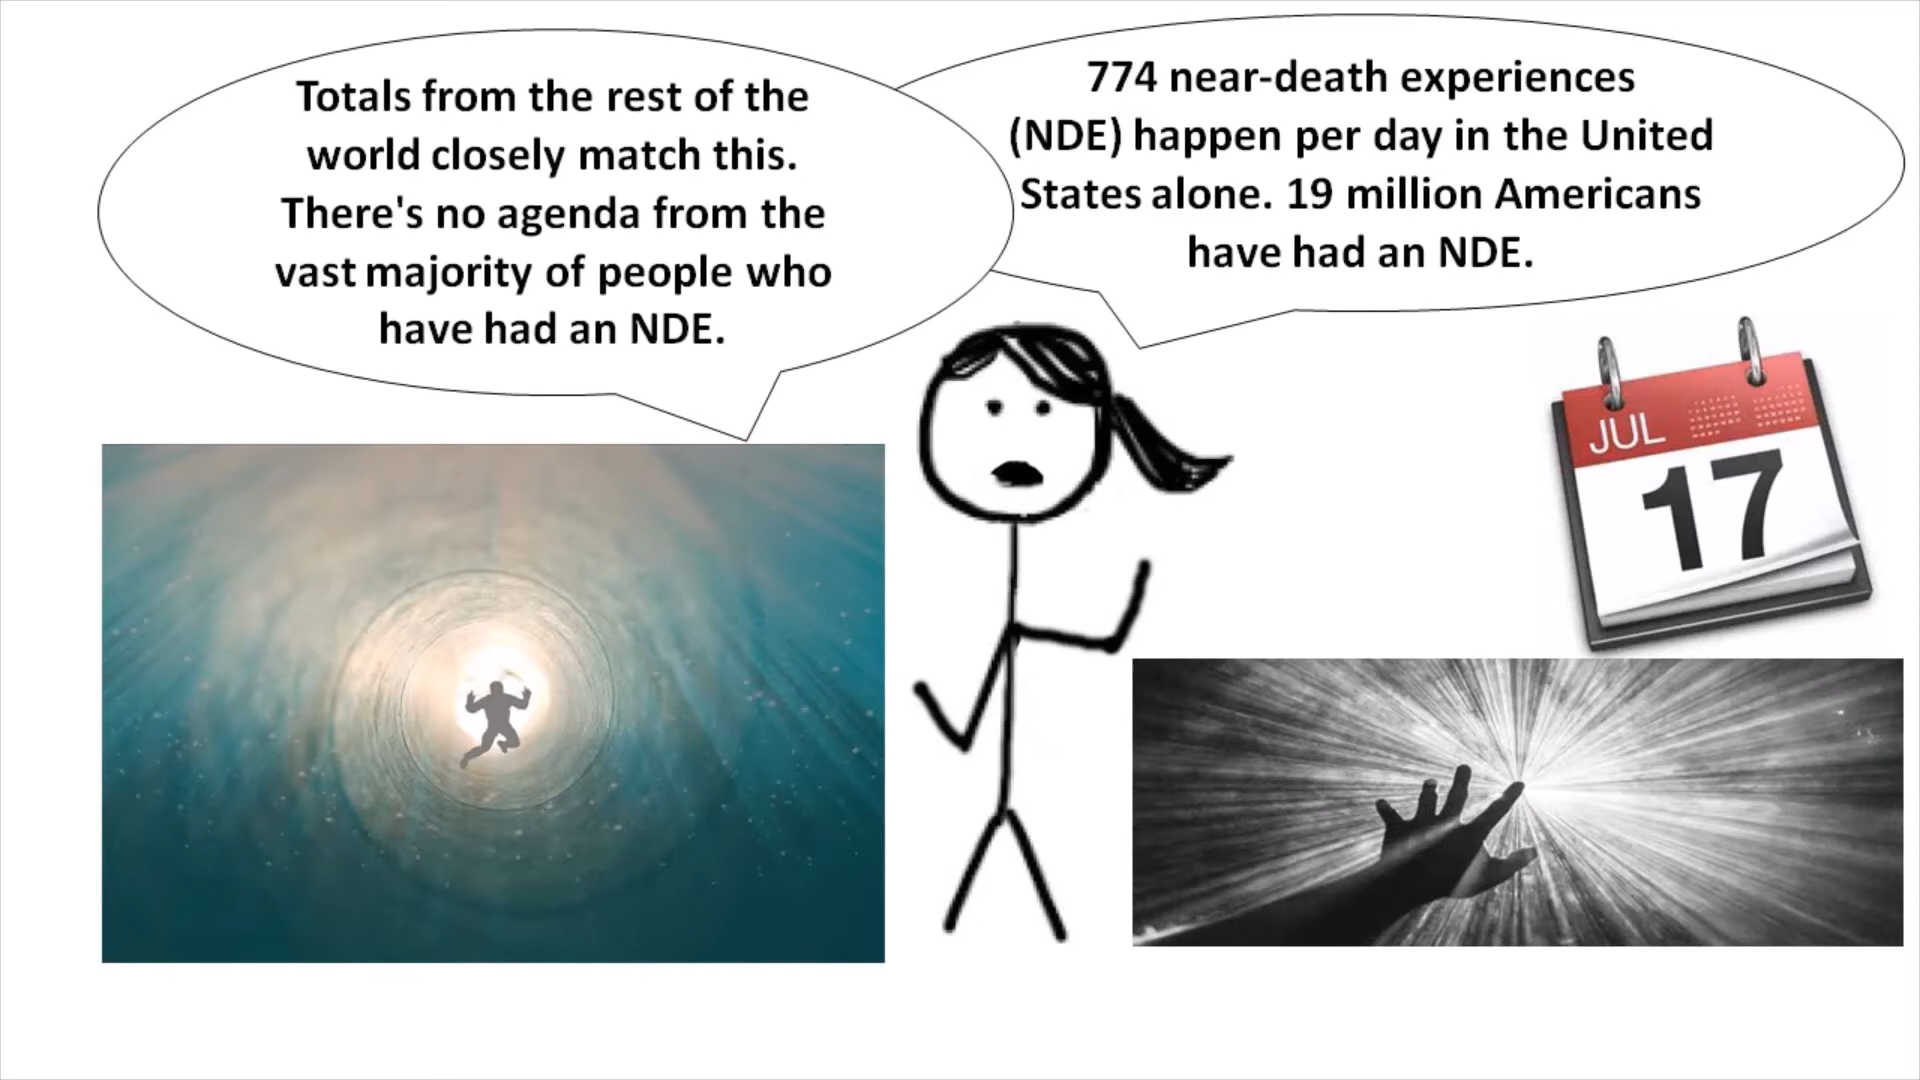 Totals from the rest of the
world closely match this.
There's no agenda from the
vast majority of people who
have had an NDE.
774 near-death experiences
(NDE) happen per day in the United
States alone. 19 million Americans
have had an NDE.
JUL
17